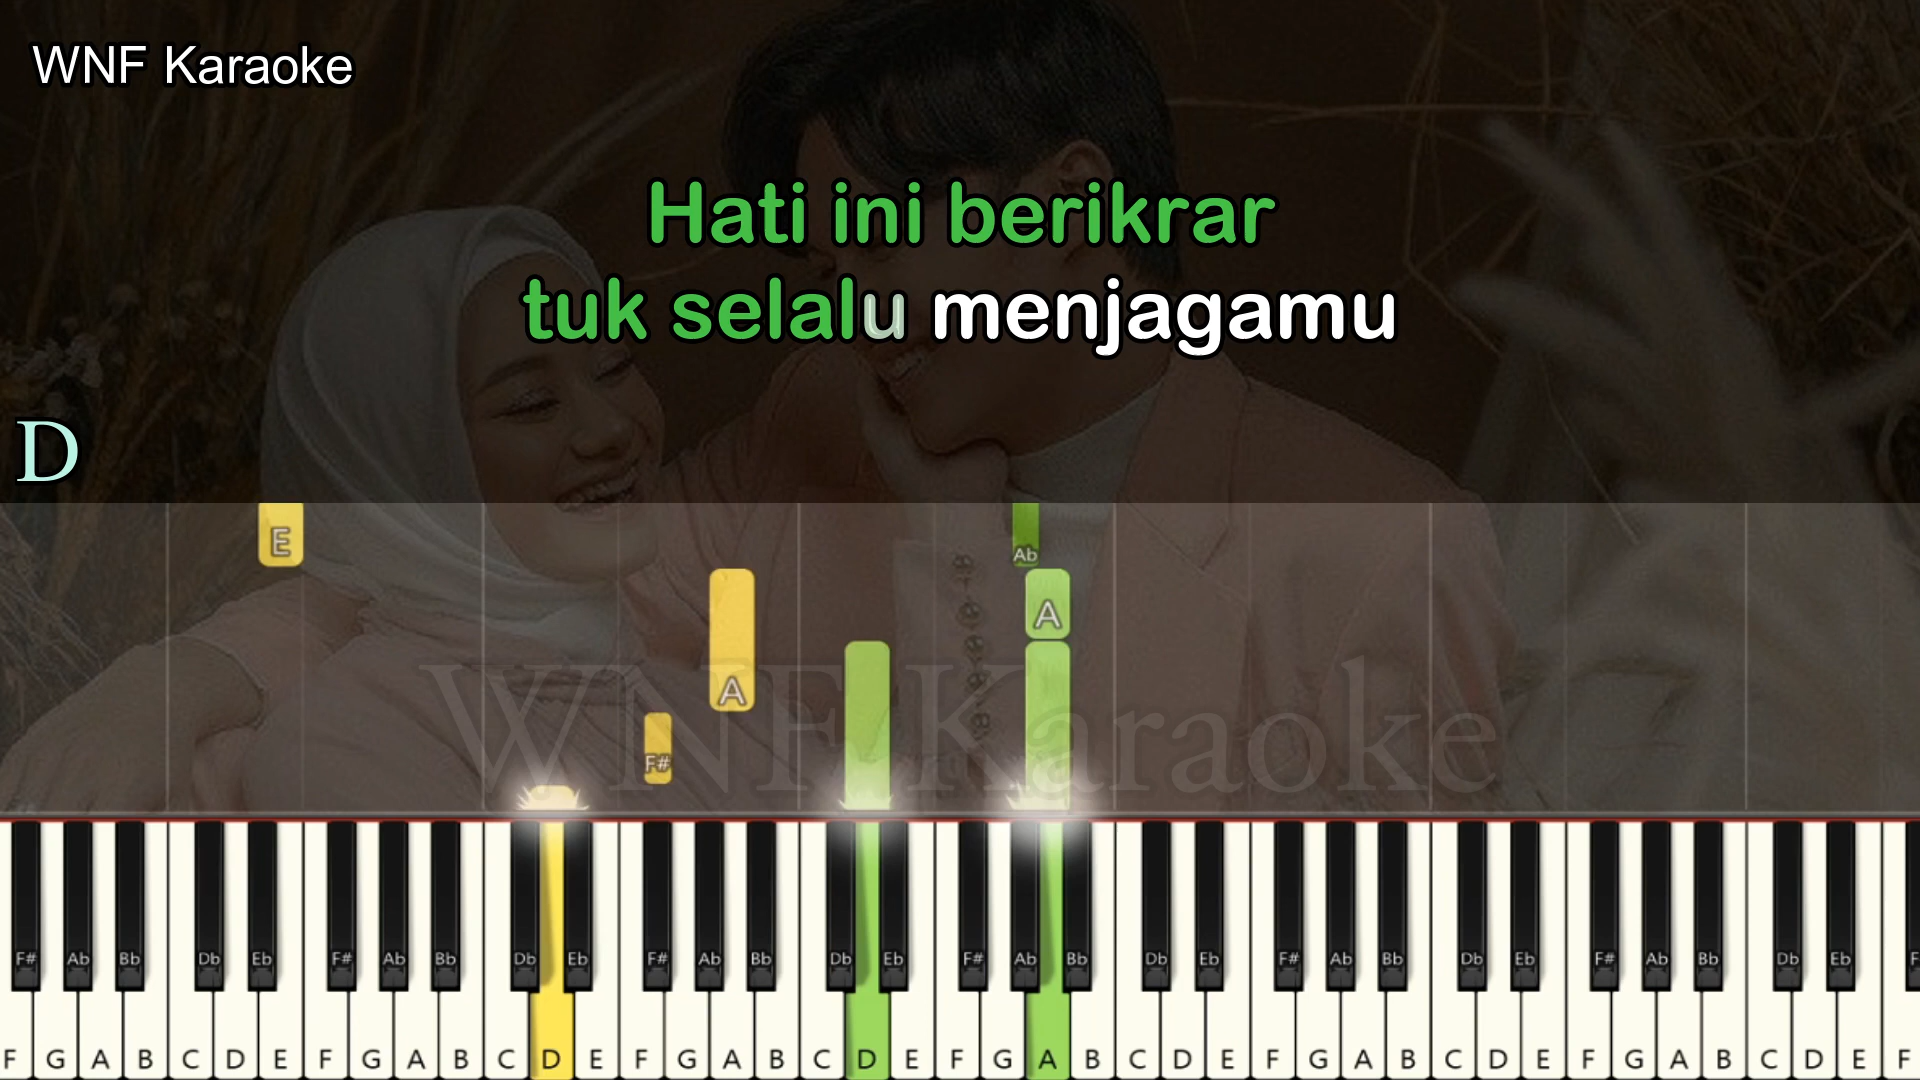 WNF Karaoke
Hati ini berikrar
tuk selalu menjagamu
D
E
Ab
A
A
F#
WNF Karaoke
F# Ab Bb Db Eb F# Ab Bb Db Eb F# Ab Bb Db Eb F# Ab Bb Db Eb F# Ab Bb Db Eb F# Ab Bb Db Eb F
F G A B C D E F G A B C D E F G A B C D E F G A B C D E F G A B C D E F G A B C D E F